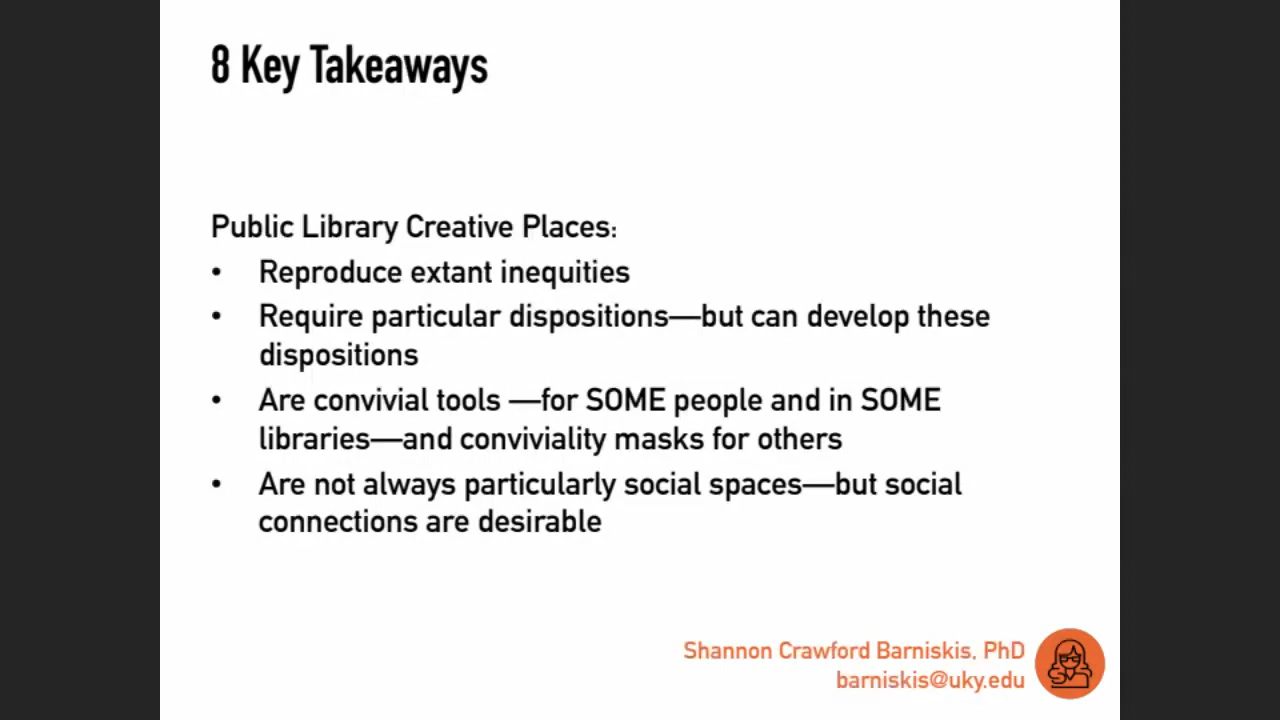 8 Key Takeaways
Public Library Creative Places:
• Reproduce extant inequities
• Require particular dispositions—but can develop these
dispositions
• Are convivial tools —for SOME people and in SOME
libraries—and conviviality masks for others
• Are not always particularly social spaces—but social
connections are desirable
Shannon Crawford Barniskis, PhD
barniskis@uky.edu